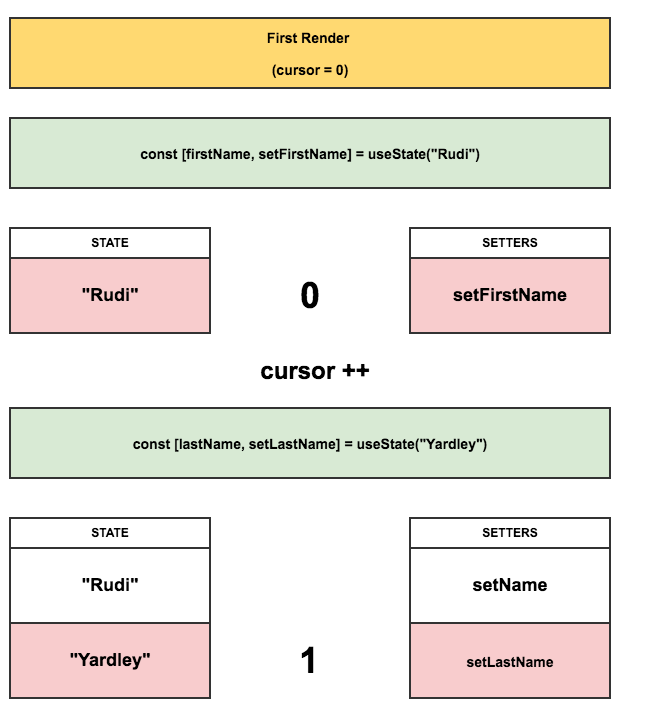 First Render
(cursor = 0)
const [firstName, setFirstName] = useState("Rudi")
STATE
SETTERS
"Rudi"
0
setFirstName
cursor ++
const [lastName, setLastName] = useState("Yardley")
STATE
SETTERS
"Rudi"
setName
"Yardley"
1
setLastName